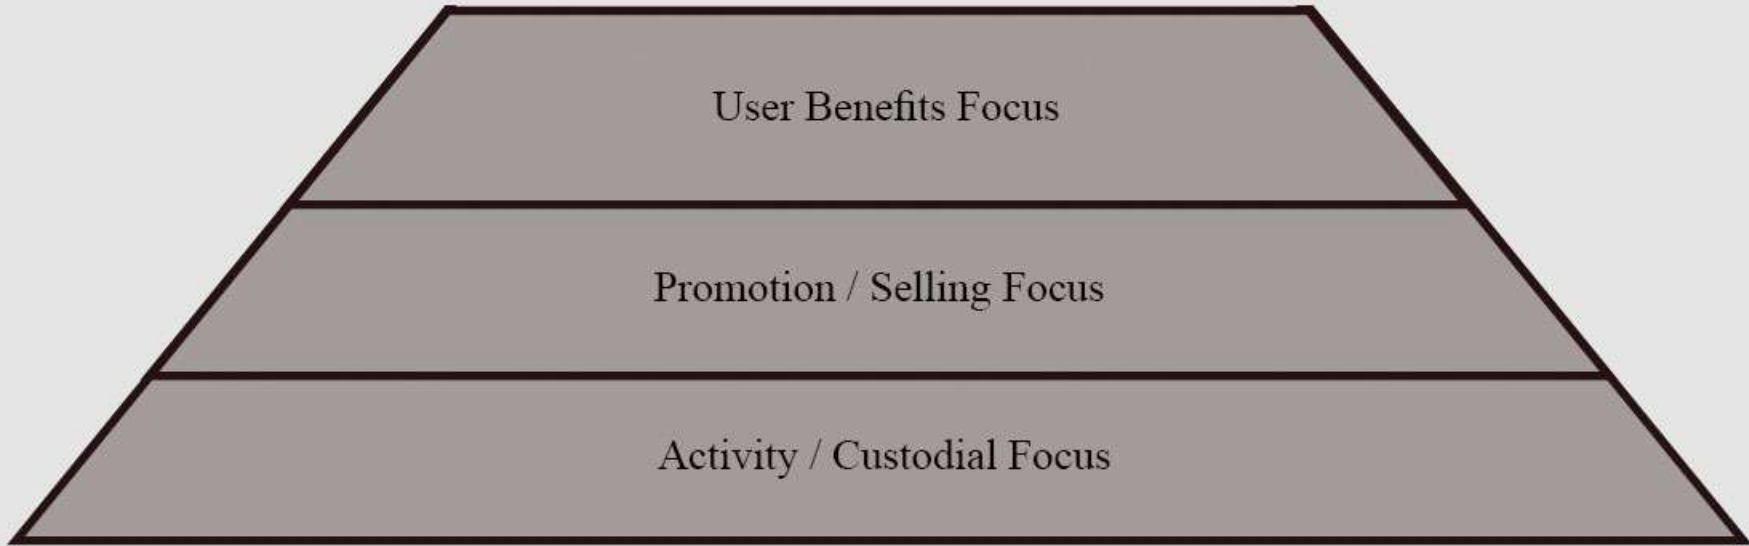 User Benefits Focus
Promotion / Selling Focus
Activity / Custodial Focus